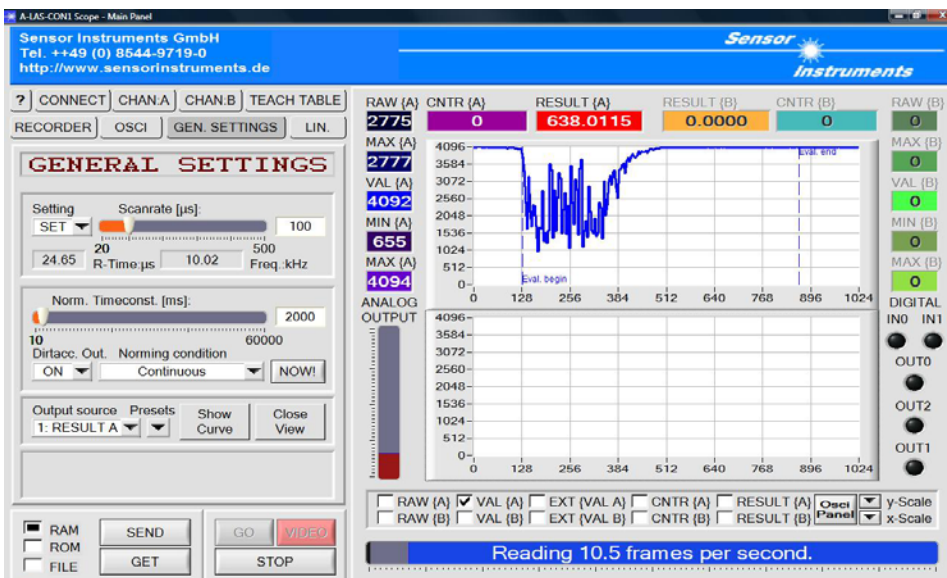 A-LAS-CON1 Scope - Main Panel
Sensor Instruments GmbH
Tel. ++49 (0) 8544-9719-0
http://www.sensorinstruments.de
Sensor
Instruments
? CONNECT CHAN:A CHAN:B TEACH TABLE
RECORDER OSCI GEN. SETTINGS LIN.
GENERAL SETTINGS
Setting Scanrate [µs]:
SET 100
20 500
24.65 R-Time:µs 10.02 Freq.:kHz
Norm. Timeconst. [ms]:
2000
10 60000
Dirtacc. Out. Norming condition
ON Continuous NOW!
Output source Presets
1: RESULT A
Show Curve
Close View
RAM
ROM
FILE
SEND
GET
GO
VIDEO
STOP
RAW {A} CNTR {A} RESULT {A} RESULT {B} CNTR {B} RAW {B}
2775 0 638.0115 0.0000 0 0
MAX {A}
2777
VAL {A}
4092
MIN {A}
655
MAX {A}
4094
ANALOG
OUTPUT
4096
3584
3072
2560
2048
1536
1024
512
0
Eval. begin
Eval. end
0 128 256 384 512 640 768 896 1024
4096
3584
3072
2560
2048
1536
1024
512
0
0 128 256 384 512 640 768 896 1024
MAX {B}
0
VAL {B}
0
MIN {B}
0
MAX {B}
0
DIGITAL
IN0 IN1
OUT0
OUT2
OUT1
RAW {A} VAL {A} EXT {VAL A} CNTR {A} RESULT {A}
RAW {B} VAL {B} EXT {VAL B} CNTR {B} RESULT {B}
Osci
Panel
y-Scale
x-Scale
Reading 10.5 frames per second.